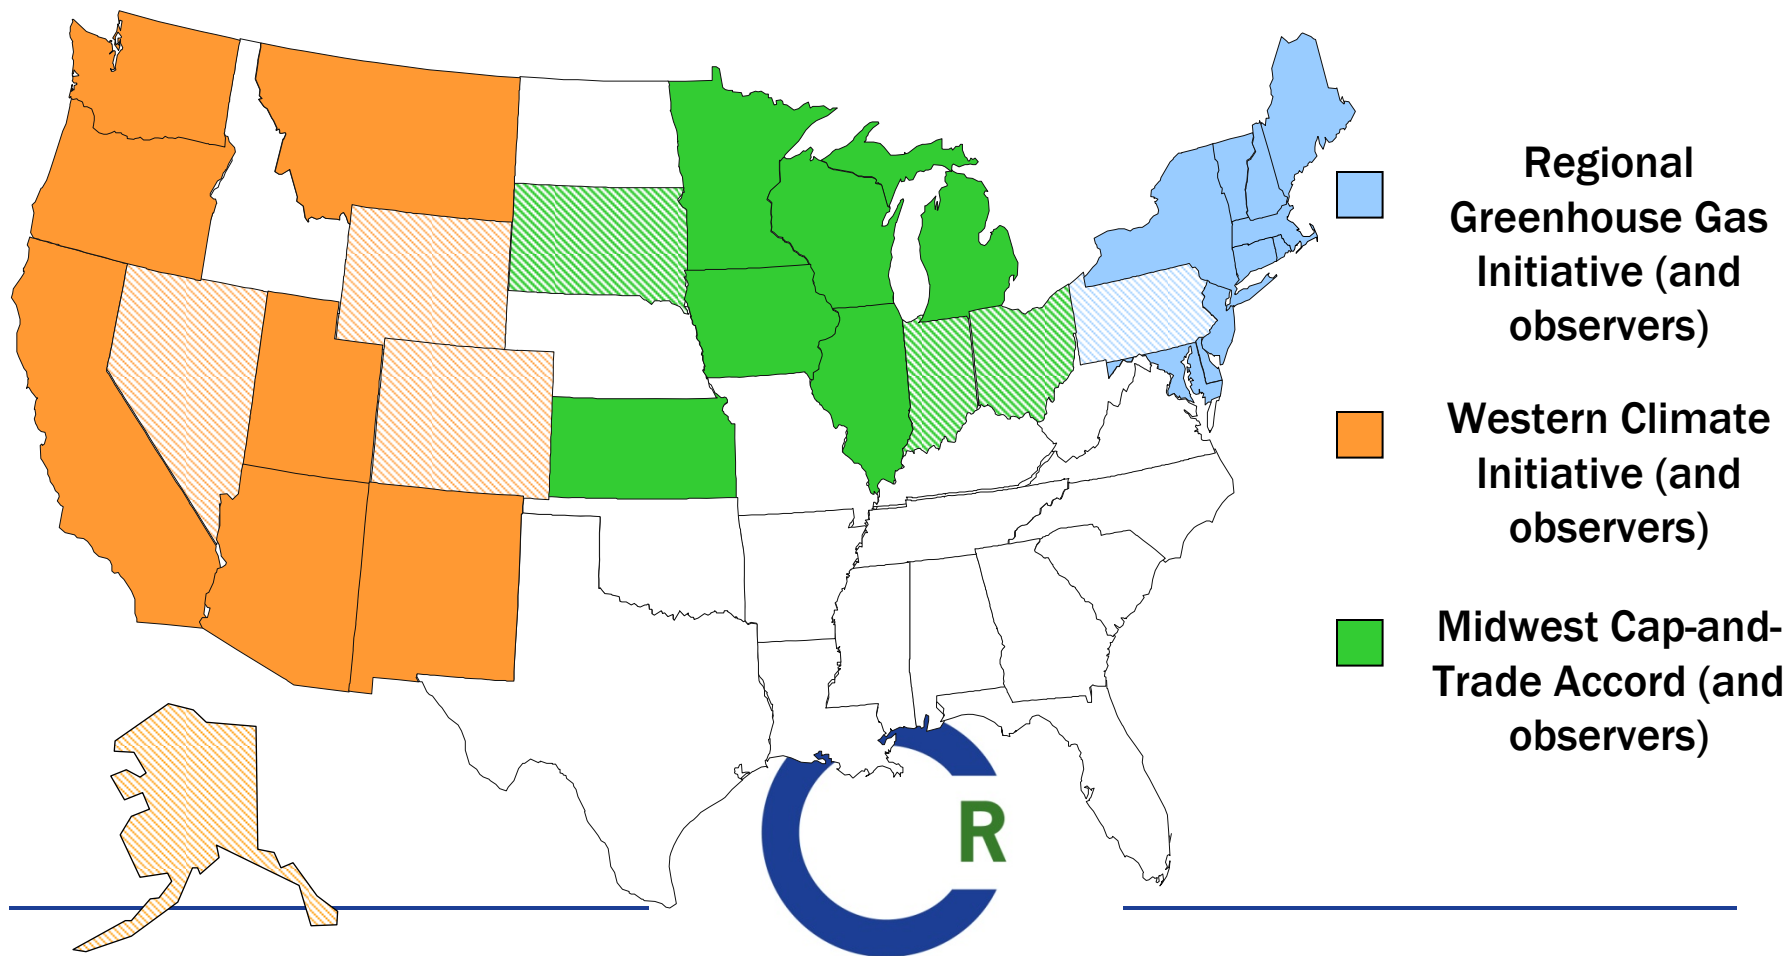 Regional
Greenhouse Gas
Initiative (and
observers)
Western Climate
Initiative (and
observers)
Midwest Cap-and-
Trade Accord (and
observers)
R